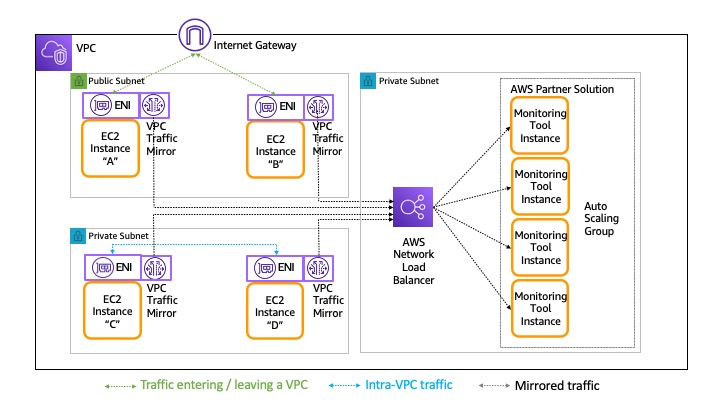 VPC
Internet Gateway
Public Subnet
ENI
VPC
Traffic
Mirror
EC2
Instance
“A”
ENI
VPC
Traffic
Mirror
EC2
Instance
“B”
Private Subnet
ENI
VPC
Traffic
Mirror
EC2
Instance
“C”
ENI
VPC
Traffic
Mirror
EC2
Instance
“D”
Private Subnet
AWS
Network
Load
Balancer
AWS Partner Solution
Monitoring
Tool
Instance
Monitoring
Tool
Instance
Monitoring
Tool
Instance
Monitoring
Tool
Instance
Auto
Scaling
Group
Traffic entering / leaving a VPC
Intra-VPC traffic
Mirrored traffic